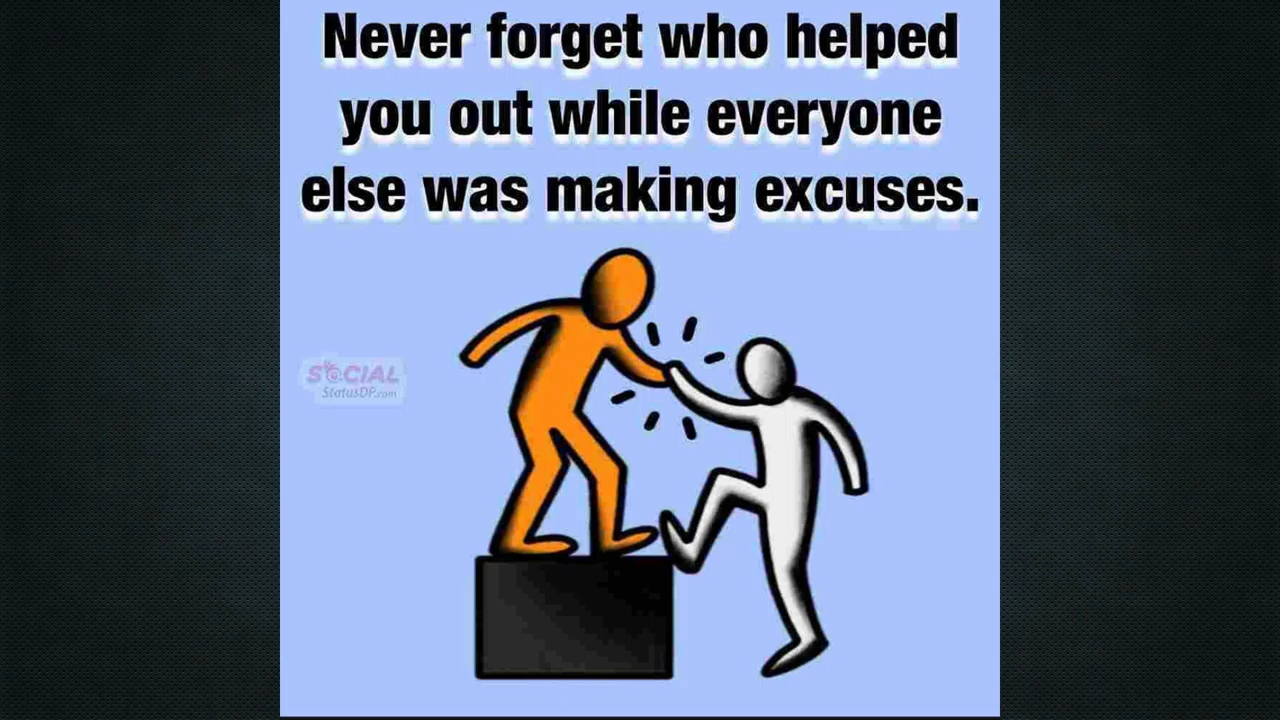 Never forget who helped
you out while everyone
else was making excuses.
SOCIAL
StatusDP.com